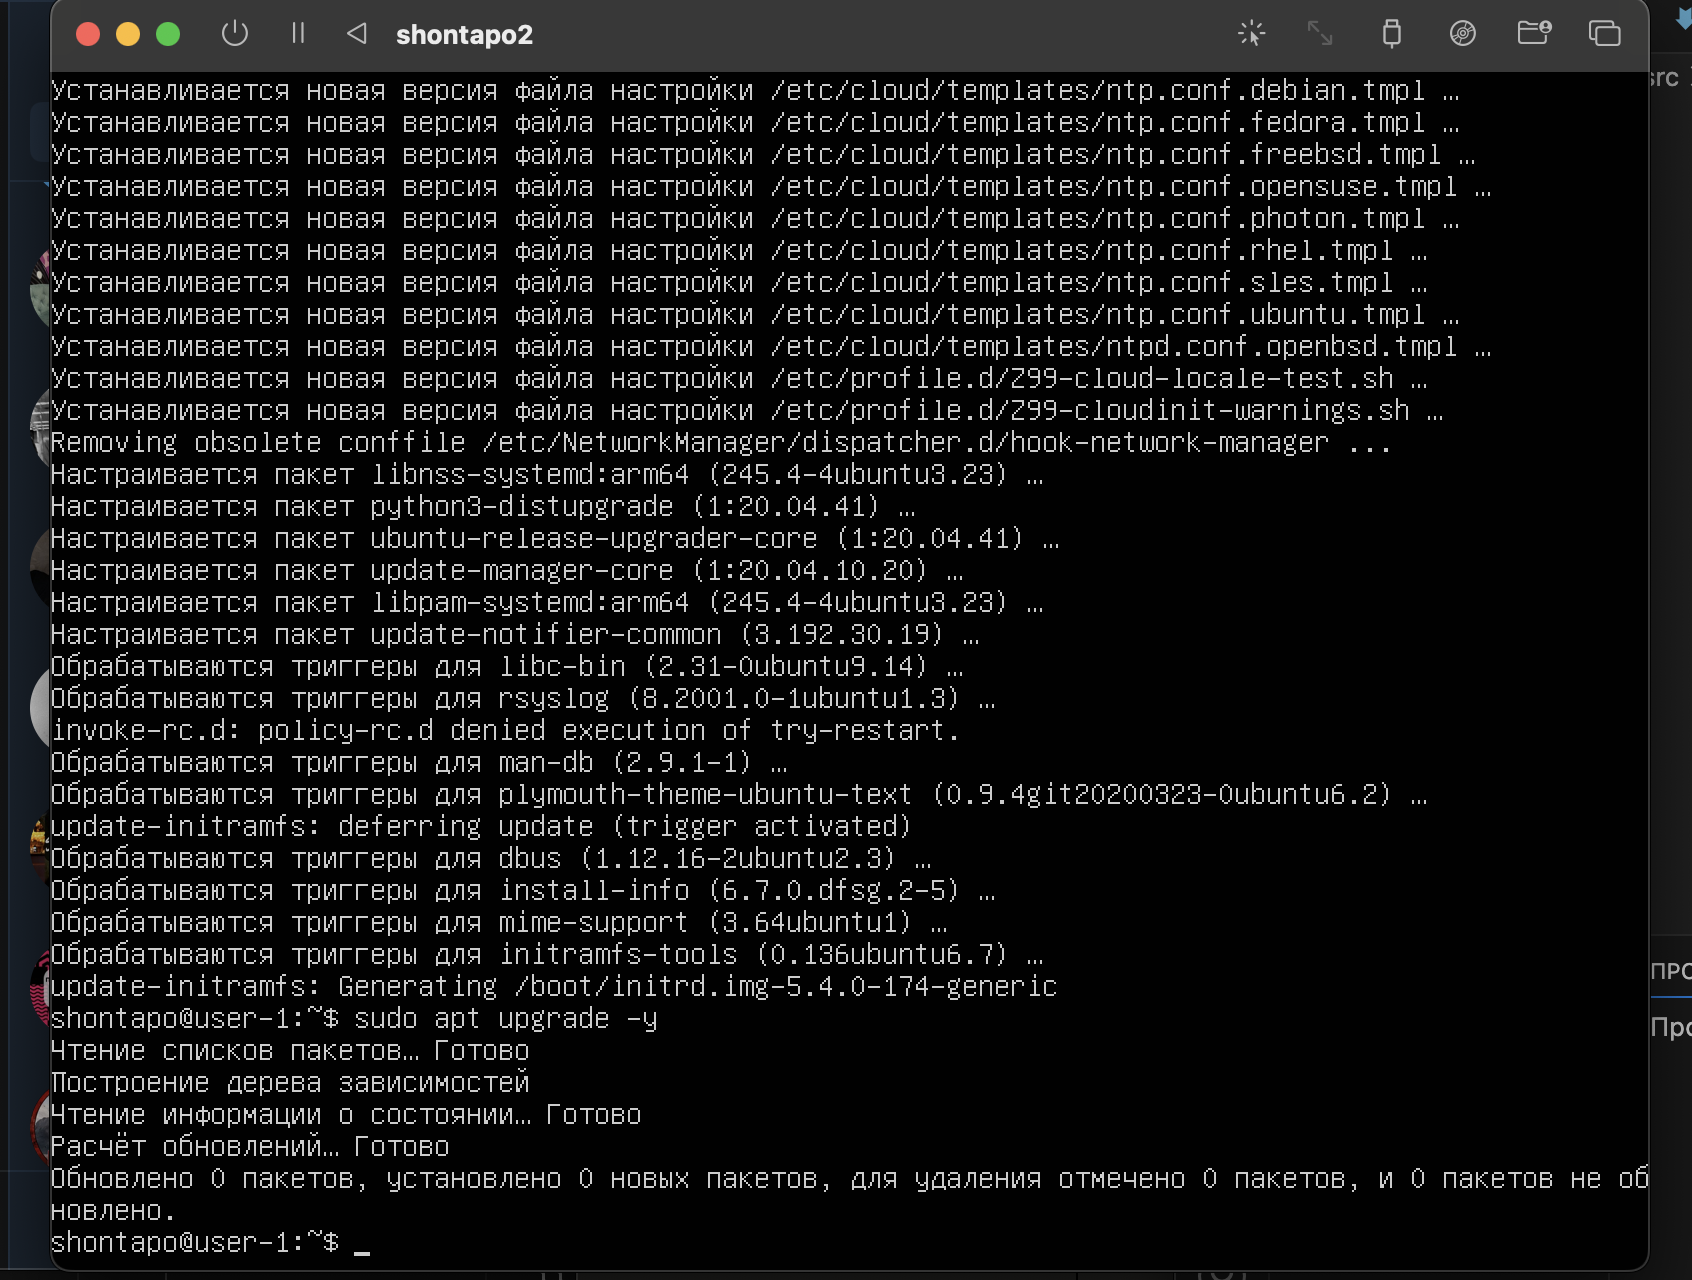 shontapo2
Устанавливается новая версия файла настройки /etc/cloud/templates/ntp.conf.debian.tmpl …
Устанавливается новая версия файла настройки /etc/cloud/templates/ntp.conf.fedora.tmpl …
Устанавливается новая версия файла настройки /etc/cloud/templates/ntp.conf.freebsd.tmpl …
Устанавливается новая версия файла настройки /etc/cloud/templates/ntp.conf.opensuse.tmpl …
Устанавливается новая версия файла настройки /etc/cloud/templates/ntp.conf.photon.tmpl …
Устанавливается новая версия файла настройки /etc/cloud/templates/ntp.conf.rhel.tmpl …
Устанавливается новая версия файла настройки /etc/cloud/templates/ntp.conf.sles.tmpl …
Устанавливается новая версия файла настройки /etc/cloud/templates/ntp.conf.ubuntu.tmpl …
Устанавливается новая версия файла настройки /etc/cloud/templates/ntpd.conf.openbsd.tmpl …
Устанавливается новая версия файла настройки /etc/profile.d/Z99-cloud-locale-test.sh …
Устанавливается новая версия файла настройки /etc/profile.d/Z99-cloudinit-warnings.sh …
Removing obsolete conffile /etc/NetworkManager/dispatcher.d/hook-network-manager ...
Настраивается пакет libnss-systemd:arm64 (245.4-4ubuntu3.23) …
Настраивается пакет python3-distupgrade (1:20.04.41) …
Настраивается пакет ubuntu-release-upgrader-core (1:20.04.41) …
Настраивается пакет update-manager-core (1:20.04.10.20) …
Настраивается пакет libpam-systemd:arm64 (245.4-4ubuntu3.23) …
Настраивается пакет update-notifier-common (3.192.30.19) …
Обрабатываются триггеры для libc-bin (2.31-0ubuntu9.14) …
Обрабатываются триггеры для rsyslog (8.2001.0-1ubuntu1.3) …
invoke-rc.d: policy-rc.d denied execution of try-restart.
Обрабатываются триггеры для man-db (2.9.1-1) …
Обрабатываются триггеры для plymouth-theme-ubuntu-text (0.9.4git20200323-0ubuntu6.2) …
update-initramfs: deferring update (trigger activated)
Обрабатываются триггеры для dbus (1.12.16-2ubuntu2.3) …
Обрабатываются триггеры для install-info (6.7.0.dfsg.2-5) …
Обрабатываются триггеры для mime-support (3.64ubuntu1) …
Обрабатываются триггеры для initramfs-tools (0.136ubuntu6.7) …
update-initramfs: Generating /boot/initrd.img-5.4.0-174-generic
shontapo@user-1:~$ sudo apt upgrade -y
Чтение списков пакетов… Готово
Построение дерева зависимостей
Чтение информации о состоянии… Готово
Расчёт обновлений… Готово
Обновлено 0 пакетов, установлено 0 новых пакетов, для удаления отмечено 0 пакетов, и 0 пакетов не об
новлено.
shontapo@user-1:~$ _